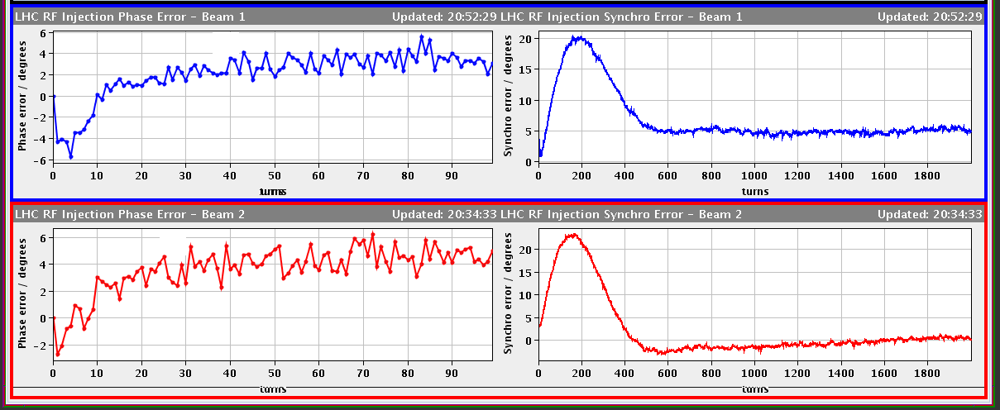 LHC RF Injection Phase Error - Beam 1 Updated: 20:52:29
LHC RF Injection Synchro Error - Beam 1 Updated: 20:52:29
Phase error / degrees
6
4
2
0
-2
-4
-6
0 10 20 30 40 50 60 70 80 90
turns
Synchro error / degrees
20
15
10
5
0
0 200 400 600 800 1000 1200 1400 1600 1800
turns
LHC RF Injection Phase Error - Beam 2 Updated: 20:34:33
LHC RF Injection Synchro Error - Beam 2 Updated: 20:34:33
Phase error / degrees
6
4
2
0
-2
0 10 20 30 40 50 60 70 80 90
turns
Synchro error / degrees
20
15
10
5
0
0 200 400 600 800 1000 1200 1400 1600 1800
turns